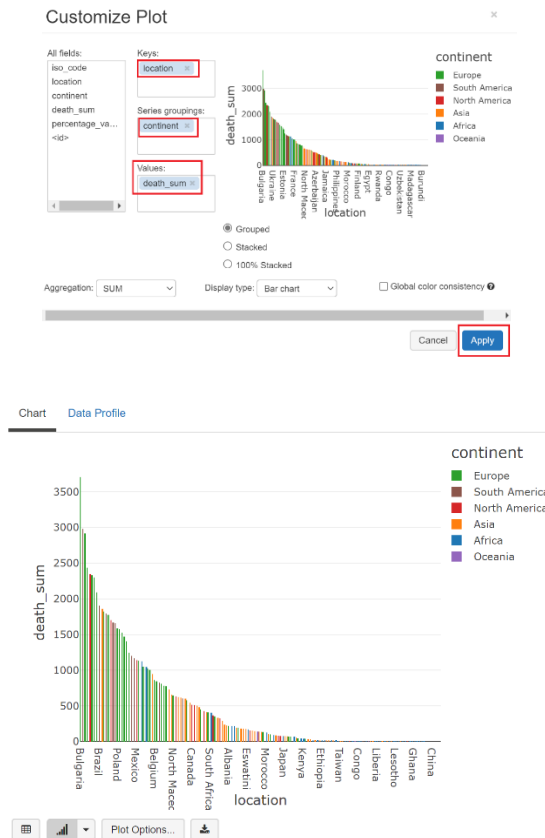 Customize Plot
×
All fields:
iso_code
location
continent
death_sum
percentage_va...
<id>
Keys:
location ×
Series groupings:
continent ×
Values:
death_sum ×
death_sum
3000
2000
1000
0
Bulgaria
Ukraine
Estonia
France
North Macec
Azerbaijan
Jamaica
Philippines
Morocco
Finland
Egypt
Rwanda
Congo
Uzbekistan
Madagascar
Burundi
location
continent
Europe
South America
North America
Asia
Africa
Oceania
Grouped
Stacked
100% Stacked
Aggregation: SUM
Display type: Bar chart
Global color consistency ?
Cancel
Apply
Chart
Data Profile
death_sum
3500
3000
2500
2000
1500
1000
500
0
Bulgaria
Brazil
Poland
Mexico
Belgium
North Macec
Canada
South Africa
Albania
Eswatini
Morocco
Japan
Kenya
Ethiopia
Taiwan
Congo
Liberia
Lesotho
Ghana
China
location
continent
Europe
South America
North America
Asia
Africa
Oceania
Plot Options...